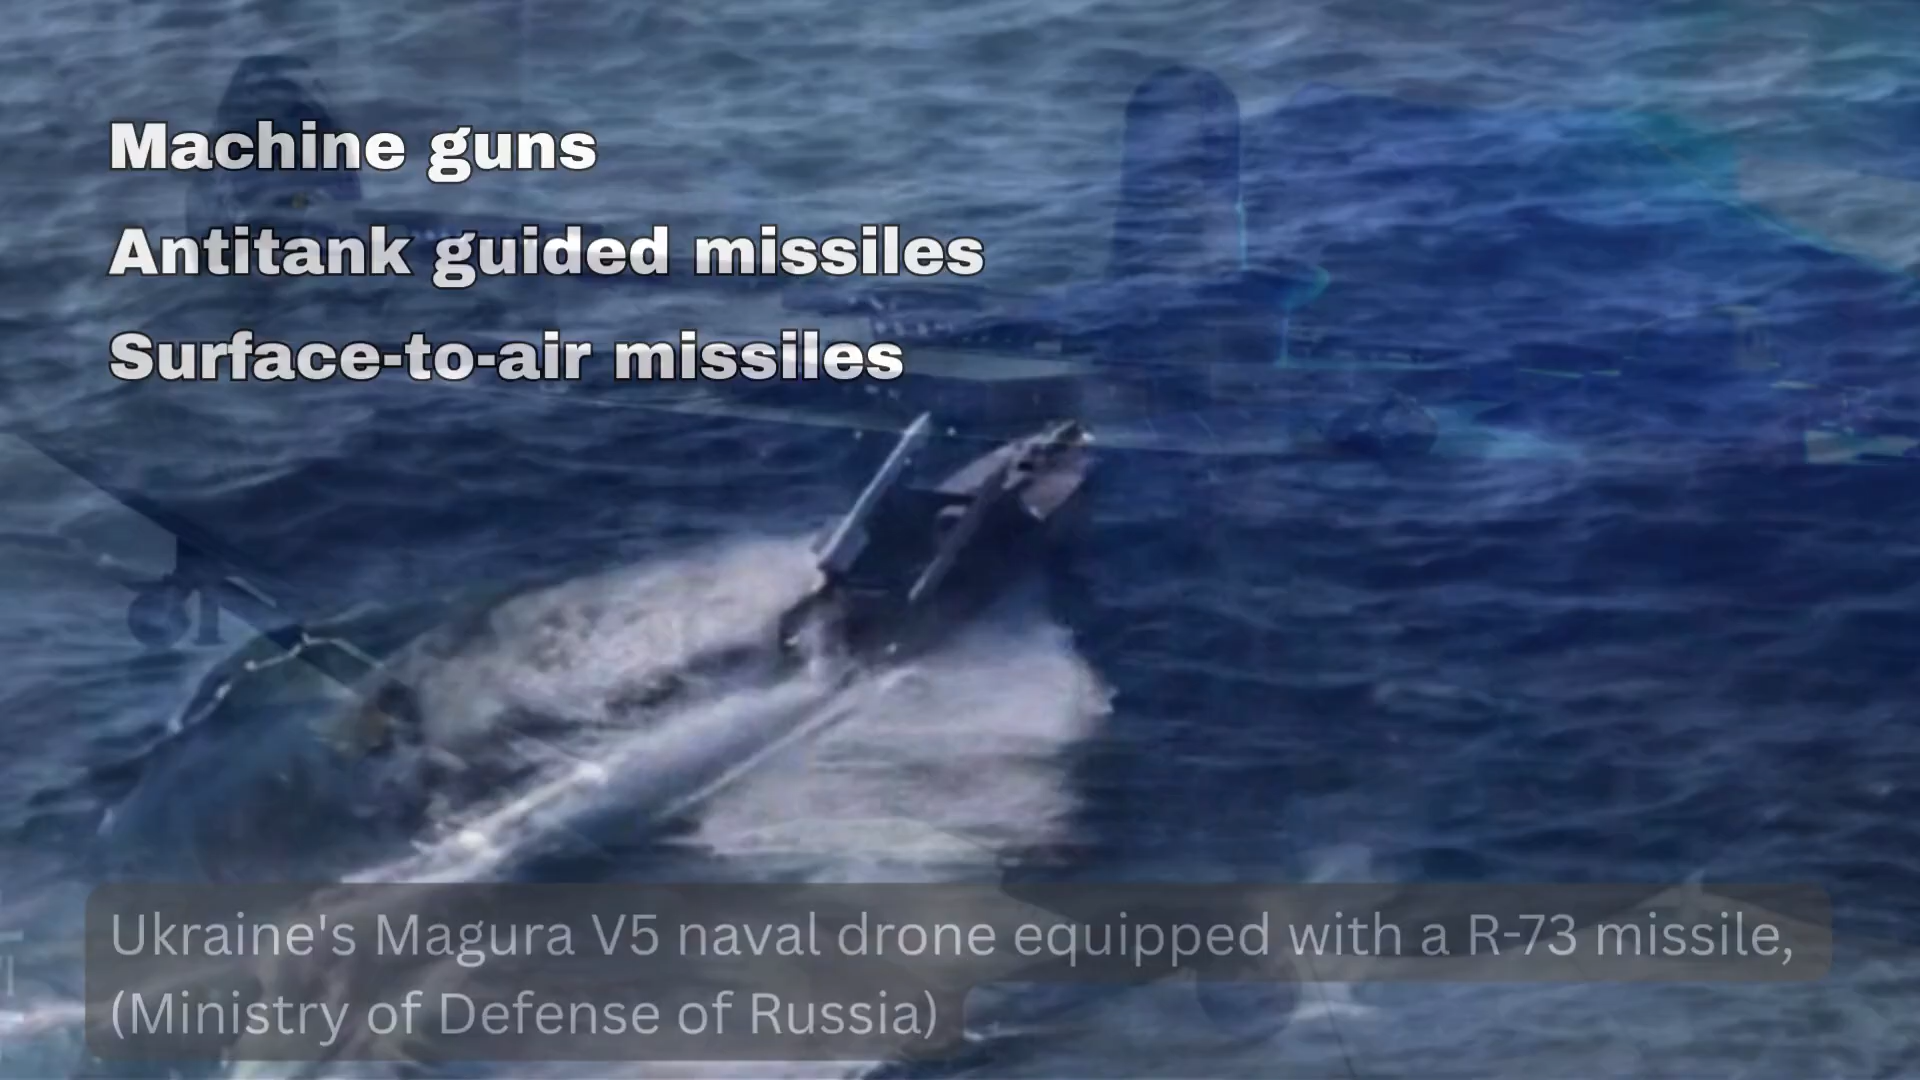 Machine guns
Antitank guided missiles
Surface-to-air missiles
Ukraine's Magura V5 naval drone equipped with a R-73 missile,
(Ministry of Defense of Russia)